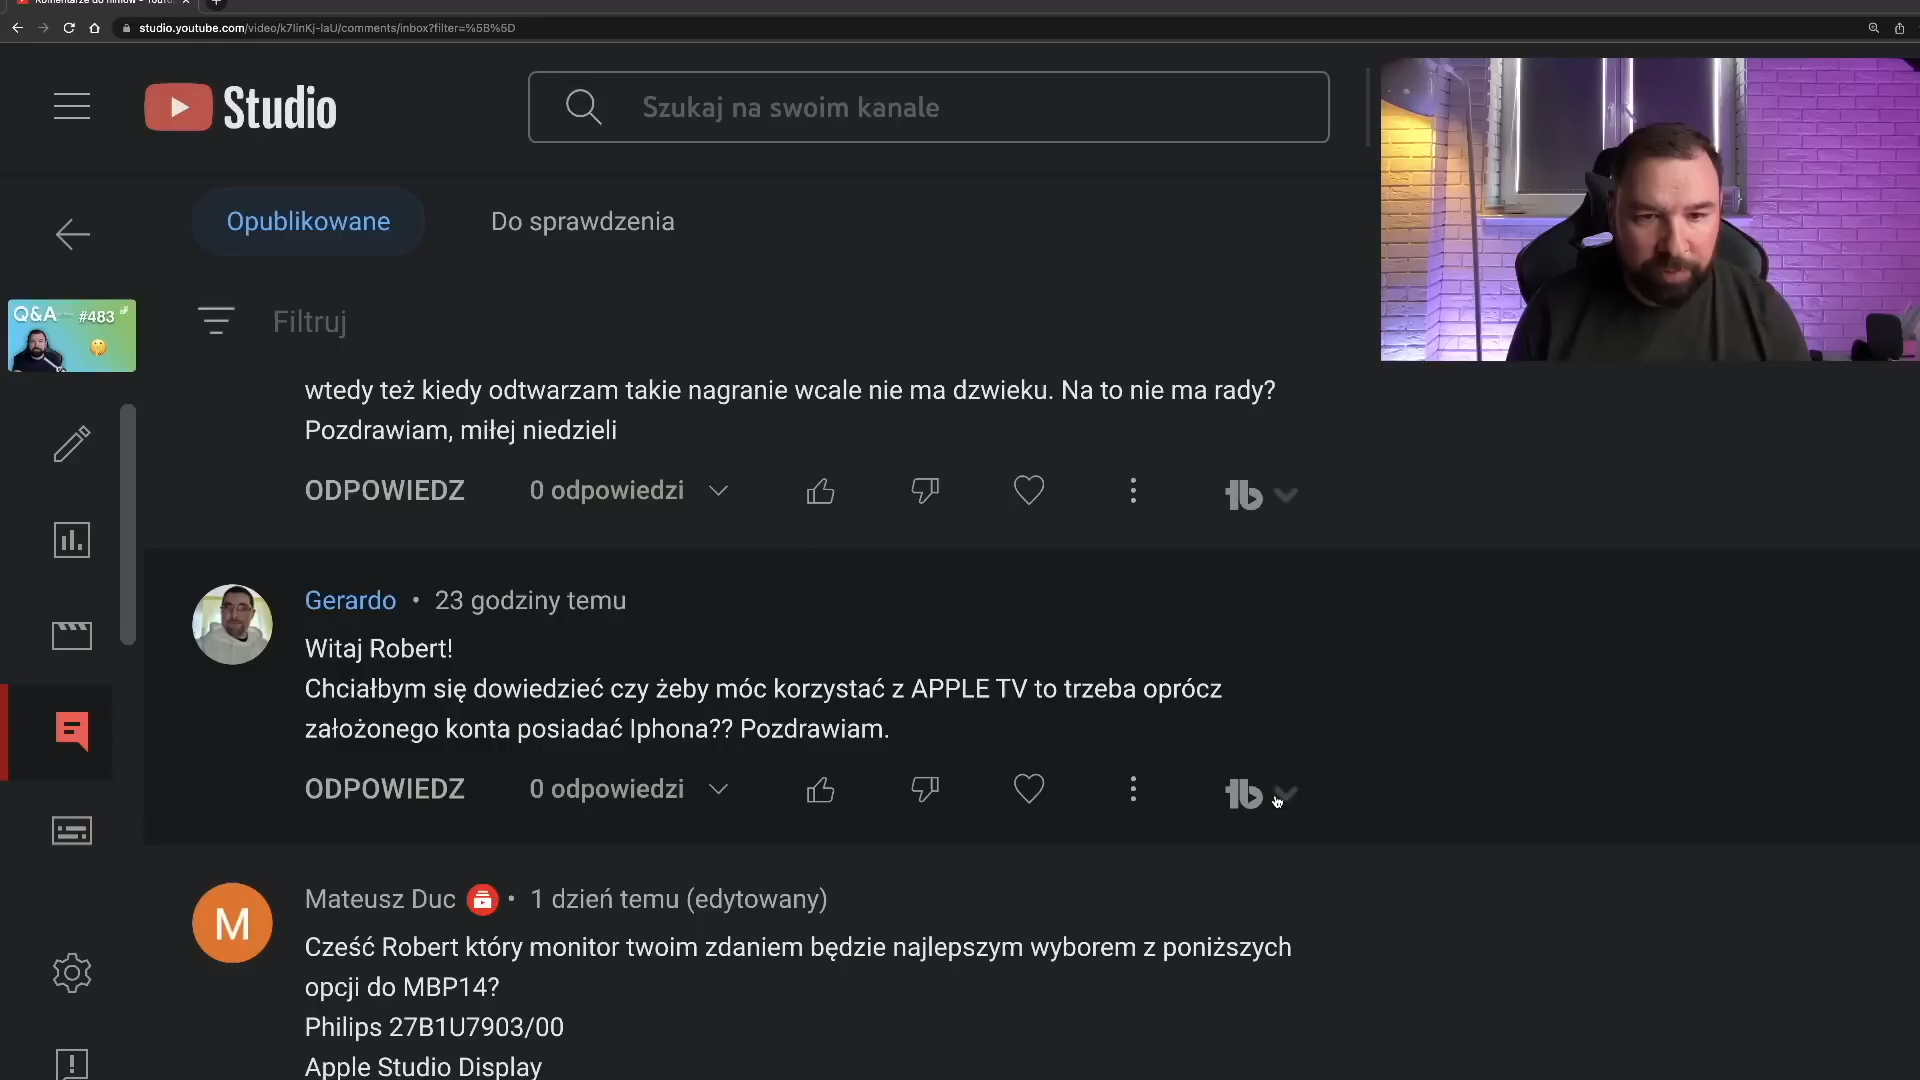 studio.youtube.com/video/k7IinKj-IaU/comments/inbox?filter=%5B%5D
Studio
Szukaj na swoim kanale
Opublikowane
Do sprawdzenia
Q&A #483
Filtruj
wtedy też kiedy odtwarzam takie nagranie wcale nie ma dzwieku. Na to nie ma rady?
Pozdrawiam, miłej niedzieli
ODPOWIEDZ
0 odpowiedzi
Gerardo • 23 godziny temu
Witaj Robert!
Chciałbym się dowiedzieć czy żeby móc korzystać z APPLE TV to trzeba oprócz
założonego konta posiadać Iphona?? Pozdrawiam.
ODPOWIEDZ
0 odpowiedzi
M
Mateusz Duc • 1 dzień temu (edytowany)
Cześć Robert który monitor twoim zdaniem będzie najlepszym wyborem z poniższych
opcji do MBP14?
Philips 27B1U7903/00
Apple Studio Display